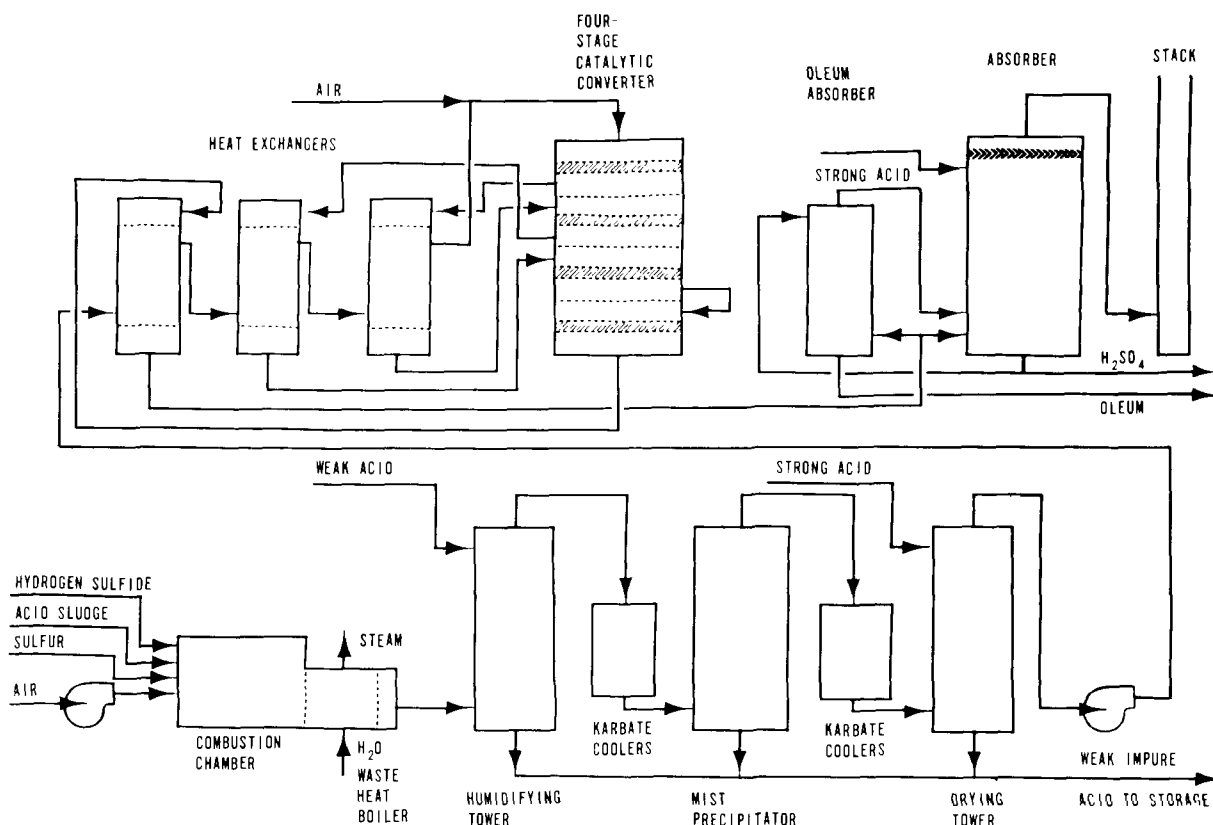 FOUR-
STAGE
CATALYTIC
CONVERTER
AIR
HEAT EXCHANGERS
OLEUM
ABSORBER
ABSORBER
STACK
STRONG ACID
H2SO4
OLEUM
WEAK ACID
STRONG ACID
HYDROGEN SULFIDE
ACID SLUDGE
SULFUR
AIR
STEAM
COMBUSTION
CHAMBER
H2O
WASTE
HEAT
BOILER
HUMIDIFYING
TOWER
KARBATE
COOLERS
MIST
PRECIPITATOR
KARBATE
COOLERS
DRYING
TOWER
WEAK IMPURE
ACID TO STORAGE